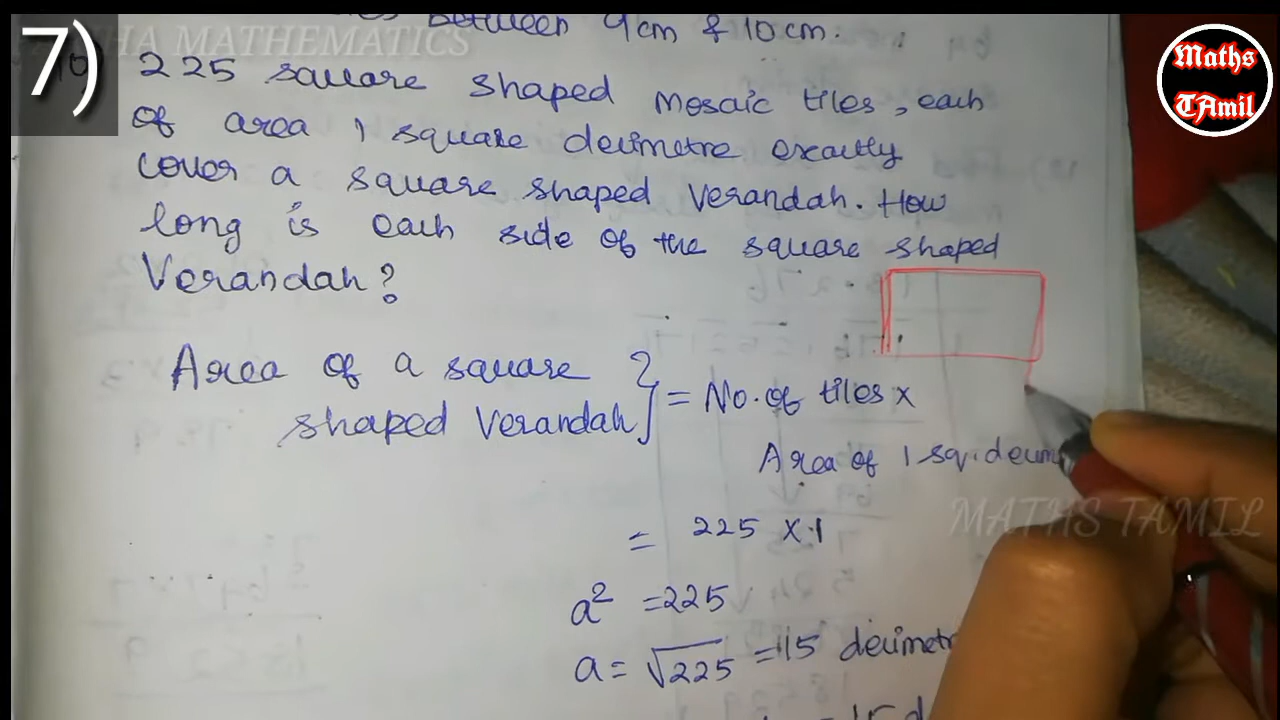 7)
MATHEMATICS
between 9cm & 10cm.
10) 225 square shaped mosaic tiles, each
of area 1 square decimetre exactly
cover a square shaped Verandah. How
long is each side of the square shaped
Verandah?
Area of a square
shaped Verandah} = No. of tiles x
Area of 1 sq. decim
= 225 x 1
a² = 225
a = √225 = 15 decimetr
Maths
TAmil
MATHS TAMIL